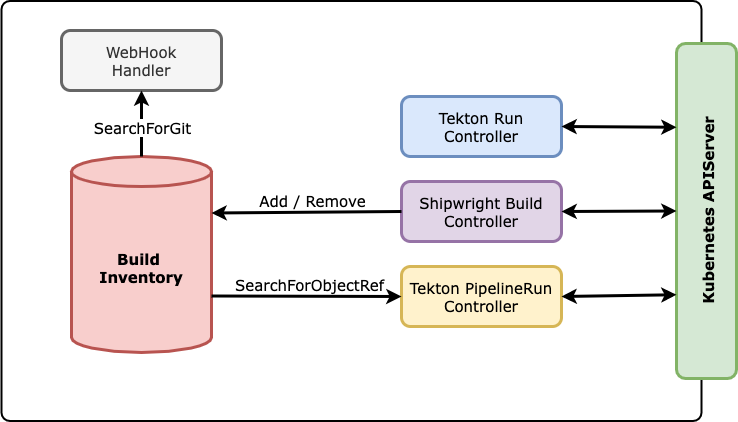 WebHook
Handler
SearchForGit
Tekton Run
Controller
Add / Remove
Shipwright Build
Controller
Build
Inventory
SearchForObjectRef
Tekton PipelineRun
Controller
Kubernetes APIServer